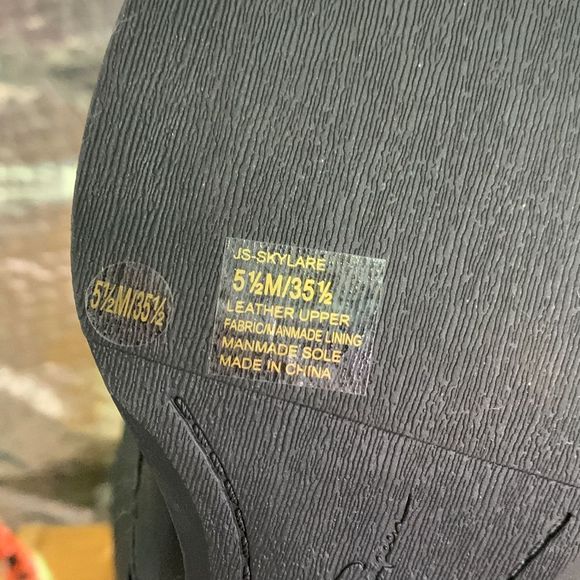 5½M/35½
JS-SKYLARE
5½M/35½
LEATHER UPPER
FABRIC/MANMADE LINING
MANMADE SOLE
MADE IN CHINA